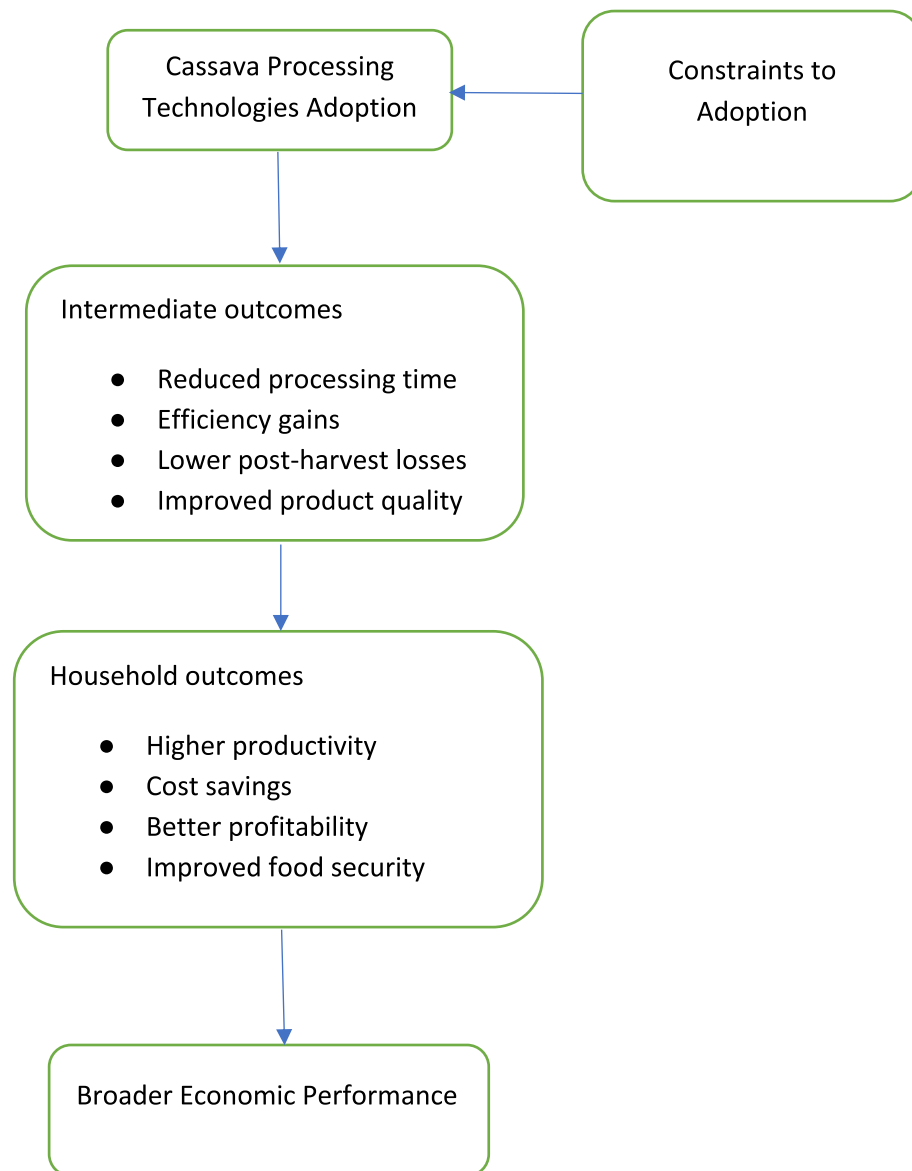 Cassava Processing
Technologies Adoption
Constraints to
Adoption
Intermediate outcomes
● Reduced processing time
● Efficiency gains
● Lower post-harvest losses
● Improved product quality
Household outcomes
● Higher productivity
● Cost savings
● Better profitability
● Improved food security
Broader Economic Performance